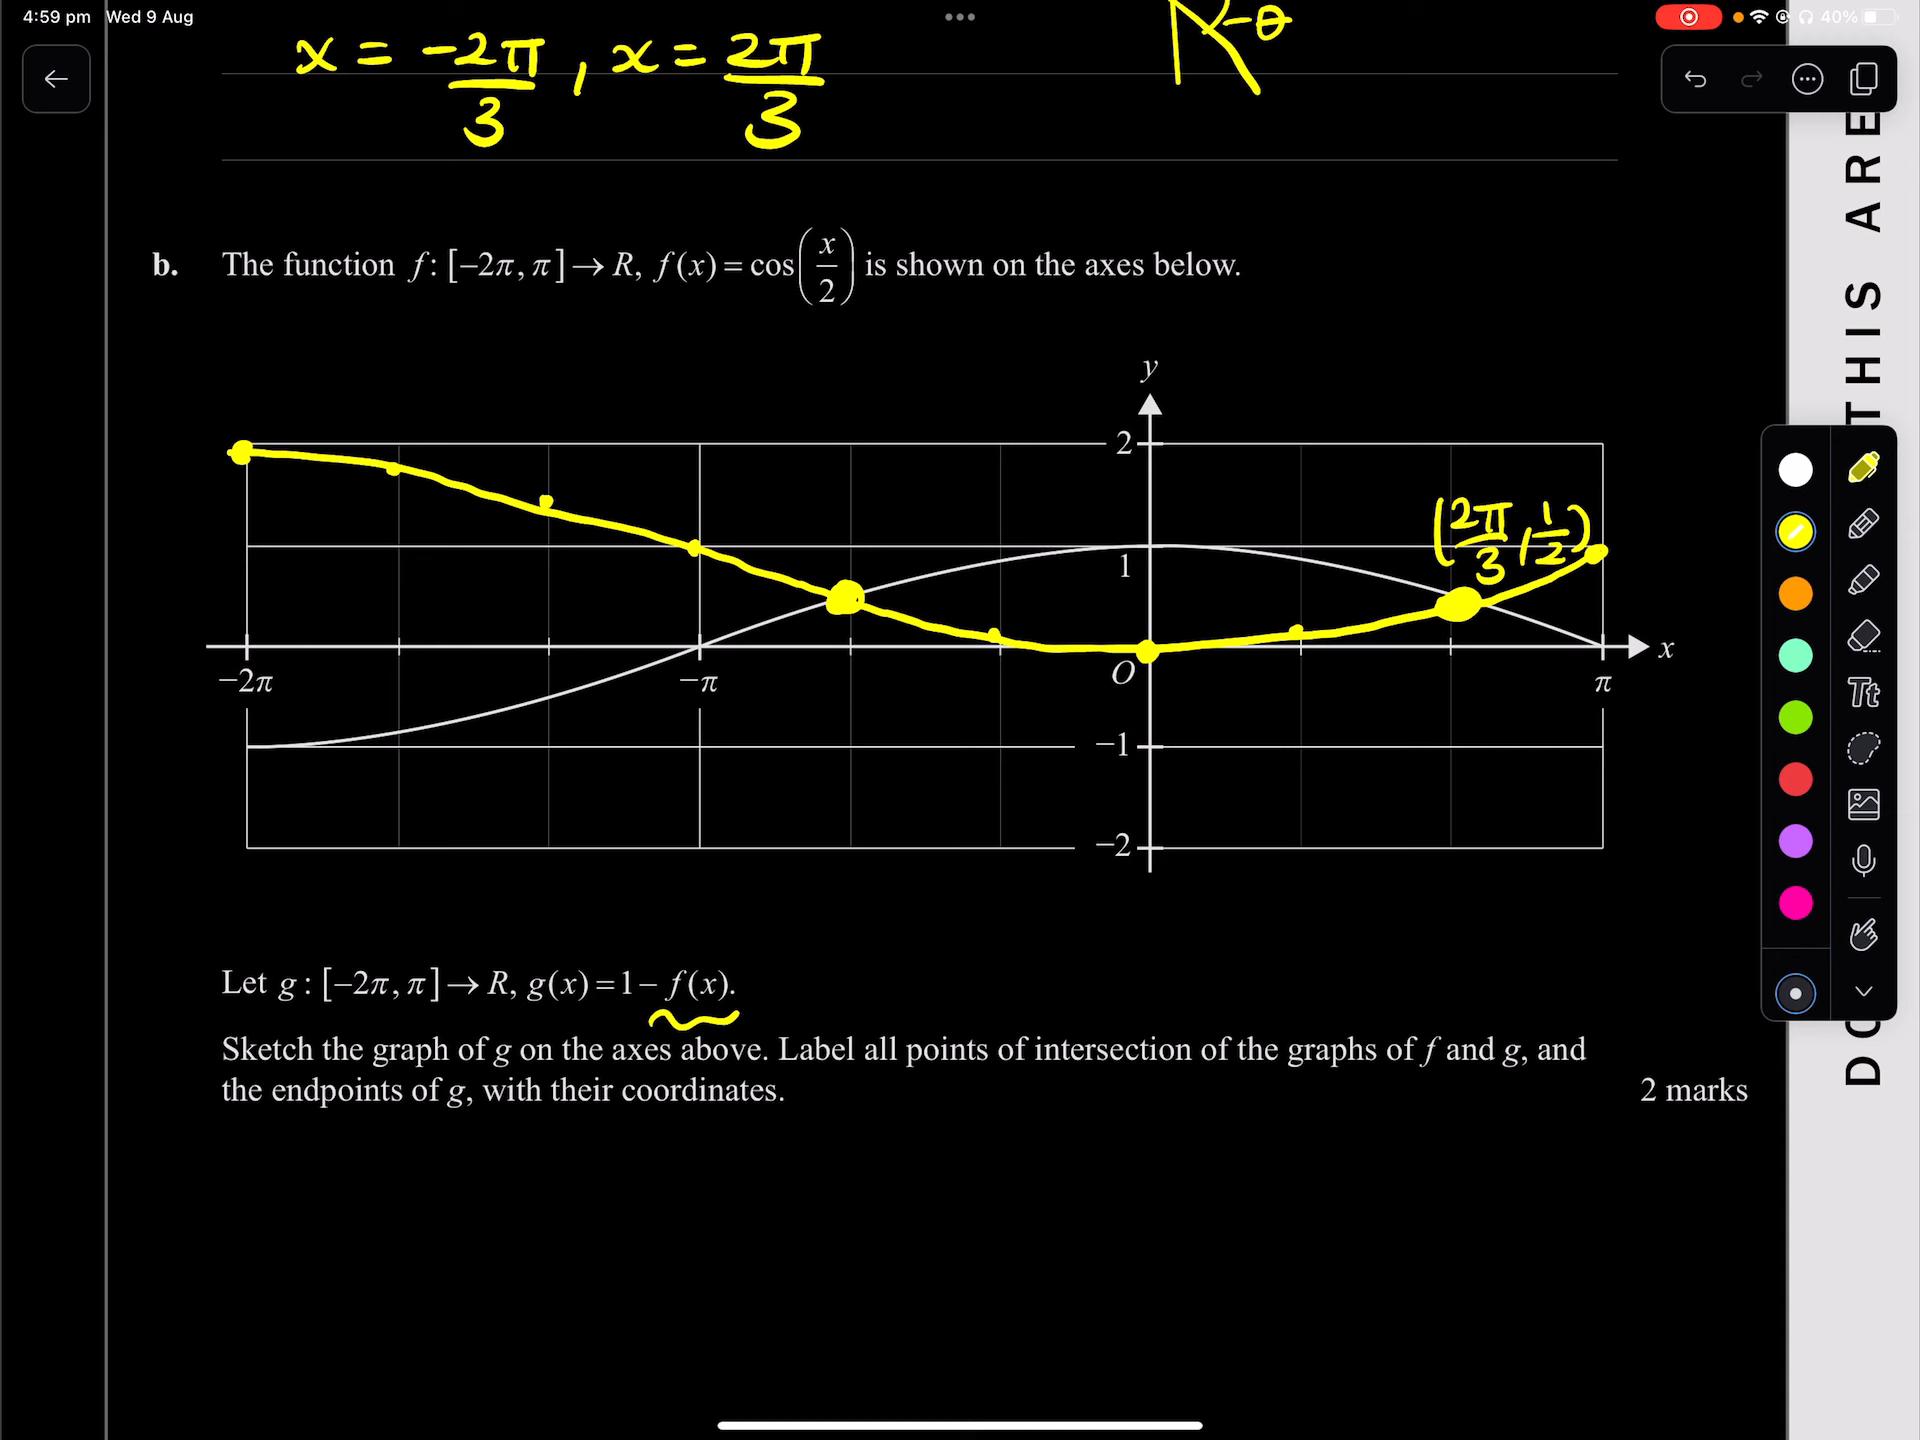 4:59 pm Wed 9 Aug
40%
x = -2π/3 , x = 2π/3
-θ
b. The function f: [−2π, π] → R, f(x) = cos(x/2) is shown on the axes below.
y
2
(2π/3, 1/2)
1
−2π
−π
O
π
x
−1
−2
Let g : [−2π, π] → R, g(x) = 1 − f(x).
Sketch the graph of g on the axes above. Label all points of intersection of the graphs of f and g, and
the endpoints of g, with their coordinates.
2 marks
THIS ARE
DO
Tt